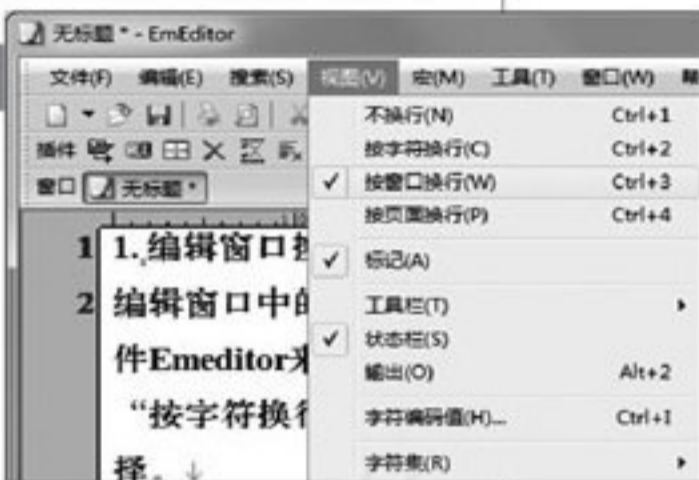 无标题 * - EmEditor
文件(F) 编辑(E) 搜索(S) 视图(V) 宏(M) 工具(T) 窗口(W)
插件
窗口 无标题 *
不换行(N) Ctrl+1
按字符换行(C) Ctrl+2
✓ 按窗口换行(W) Ctrl+3
按页面换行(P) Ctrl+4
✓ 标记(A)
工具栏(T)
✓ 状态栏(S)
输出(O) Alt+2
字符编码值(H)... Ctrl+I
字符集(R)
1 1.编辑窗口
2 编辑窗口中的
件Emeditor来
“按字符换行
择。↓